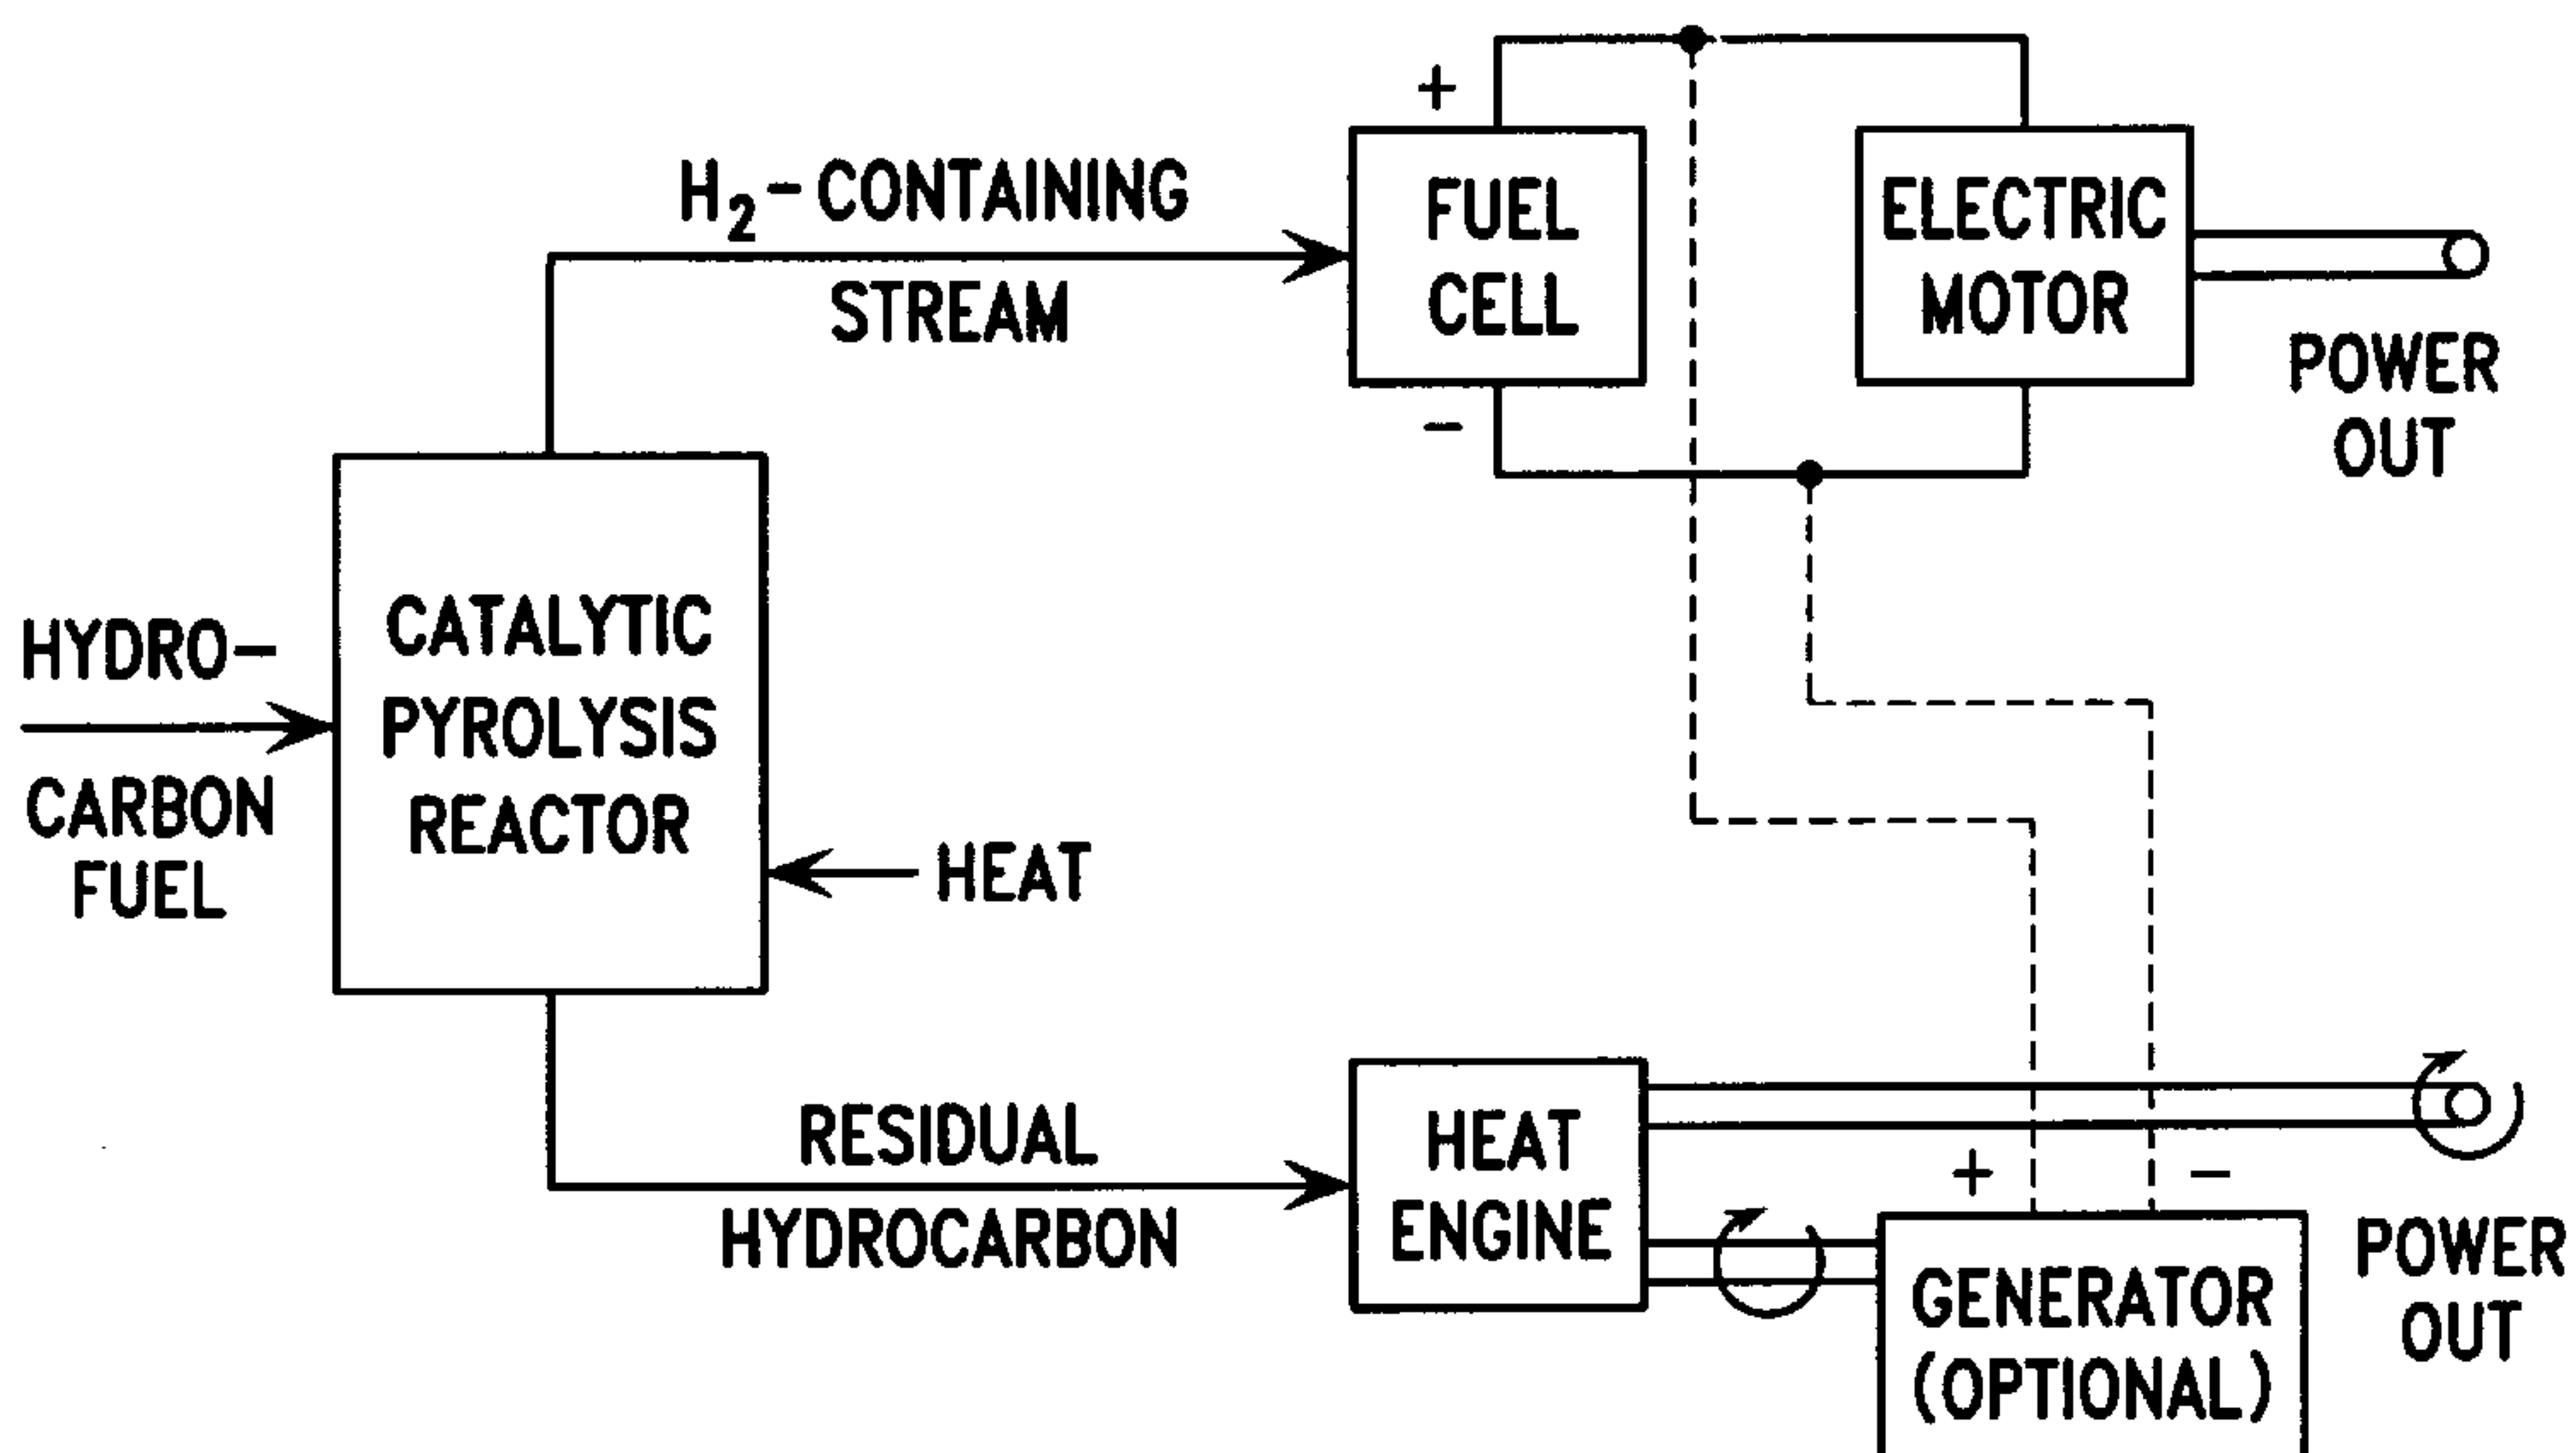 HYDRO-
CARBON
FUEL
CATALYTIC
PYROLYSIS
REACTOR
HEAT
H₂-CONTAINING
STREAM
+
FUEL
CELL
-
ELECTRIC
MOTOR
POWER
OUT
RESIDUAL
HYDROCARBON
HEAT
ENGINE
+ -
GENERATOR
(OPTIONAL)
POWER
OUT